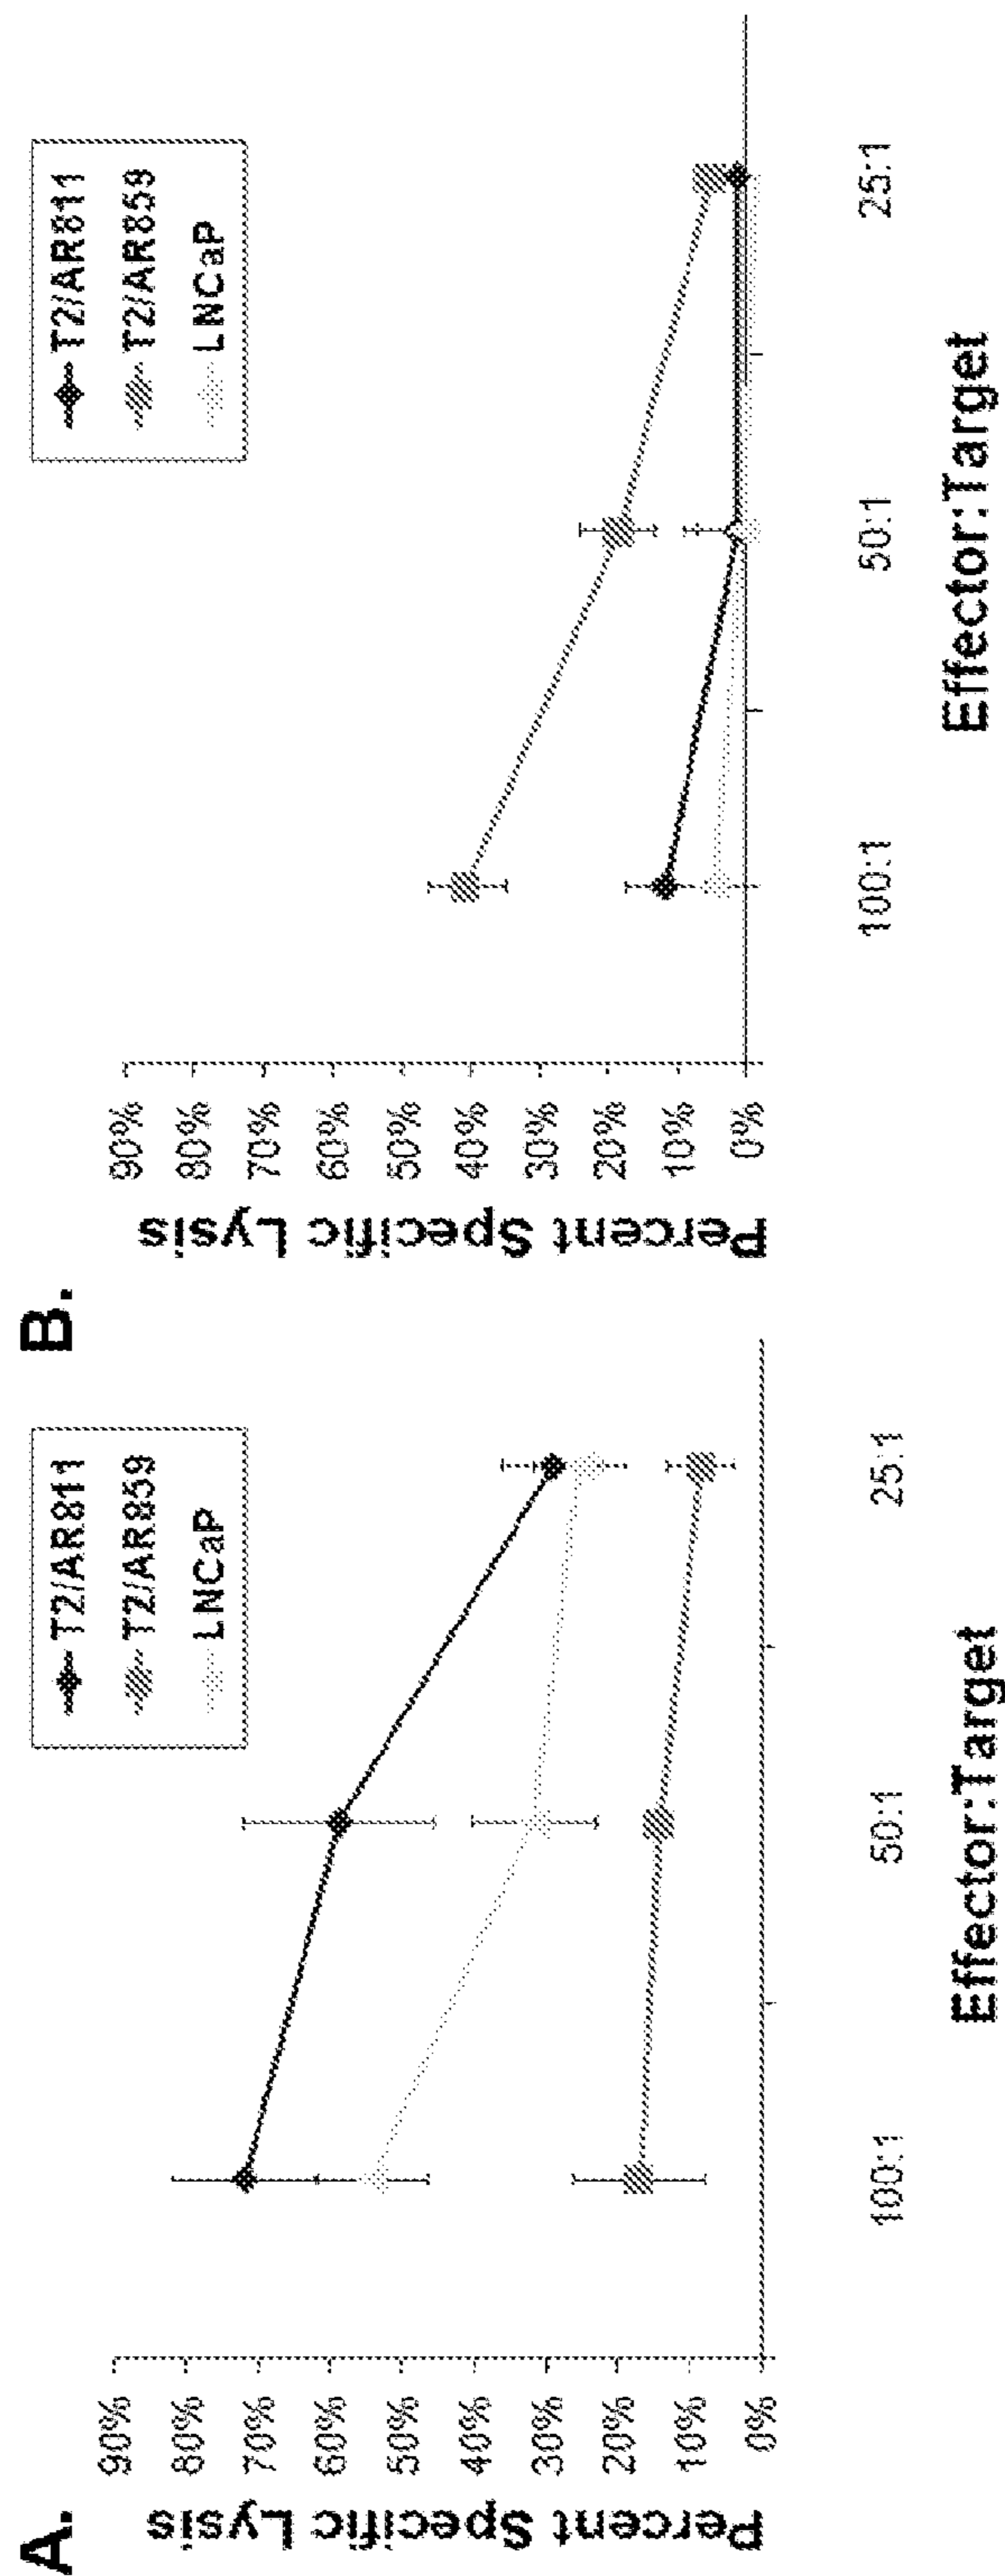 A.
Percent Specific Lysis
90%
80%
70%
60%
50%
40%
30%
20%
10%
0%
T2/AR811
T2/AR859
LNCaP
100:1
50:1
25:1
Effector:Target
B.
Percent Specific Lysis
90%
80%
70%
60%
50%
40%
30%
20%
10%
0%
T2/AR811
T2/AR859
LNCaP
100:1
50:1
25:1
Effector:Target